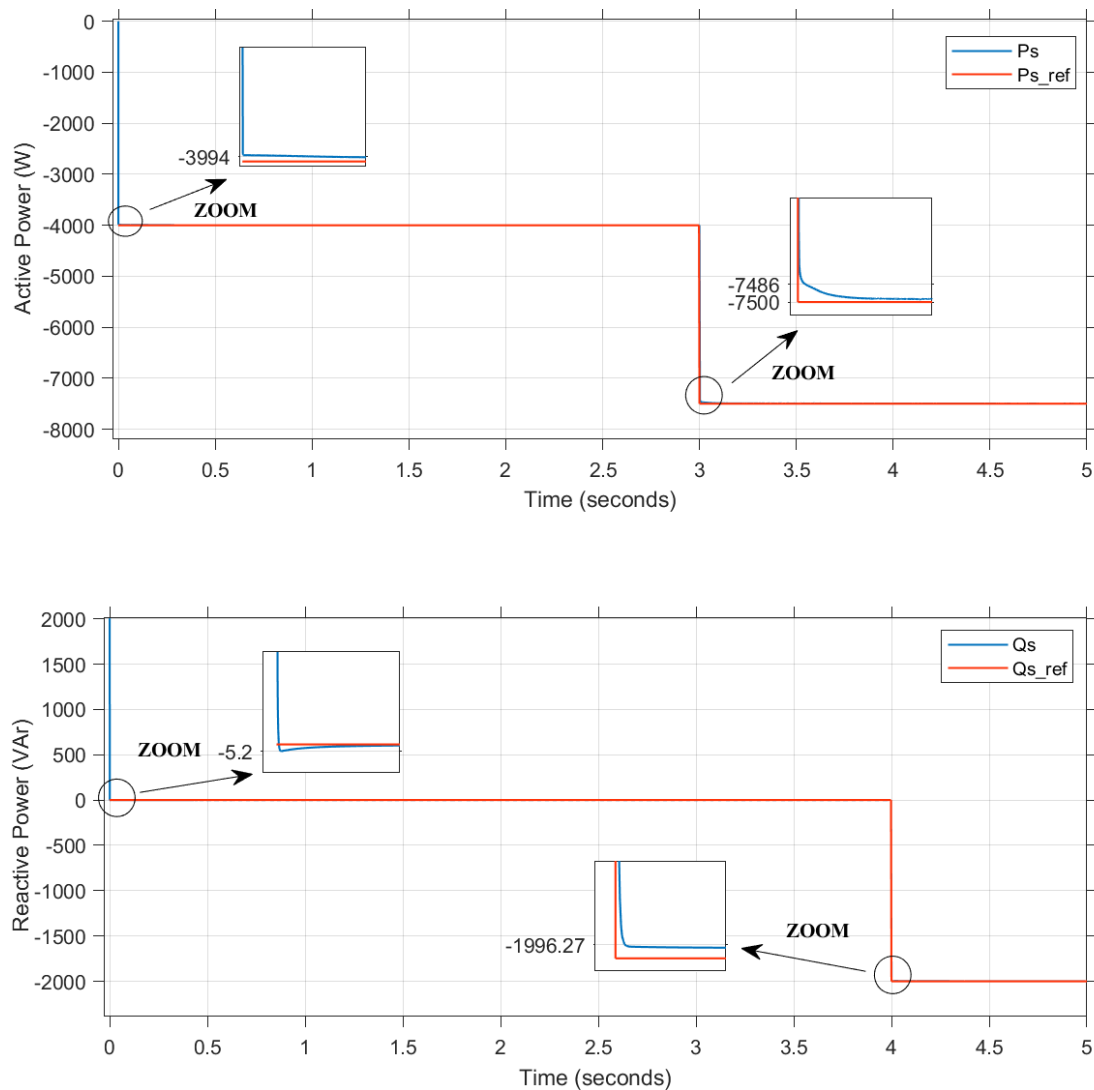 0
-1000
-2000
-3000
-4000
-5000
-6000
-7000
-8000
Active Power (W)
Ps
Ps_ref
-3994
ZOOM
-7486
-7500
ZOOM
0 0.5 1 1.5 2 2.5 3 3.5 4 4.5 5
Time (seconds)
2000
1500
1000
500
0
-500
-1000
-1500
-2000
Reactive Power (VAr)
Qs
Qs_ref
ZOOM
-5.2
ZOOM
-1996.27
0 0.5 1 1.5 2 2.5 3 3.5 4 4.5 5
Time (seconds)